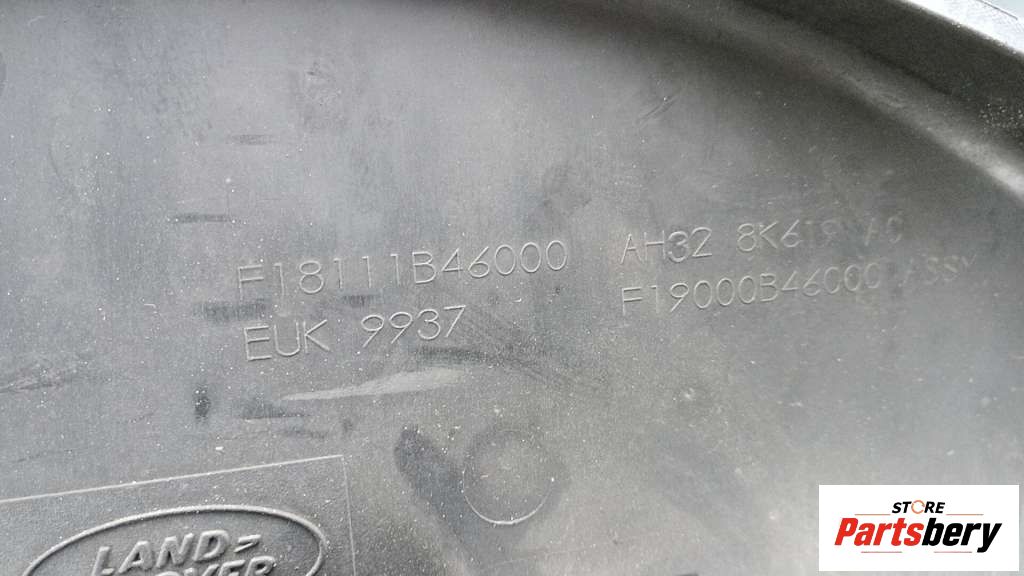 F18111B46000
EUK 9937
AH32 8K619 AC
F19000B46000 ASSY
LAND-
ROVER
STORE
Partsbery